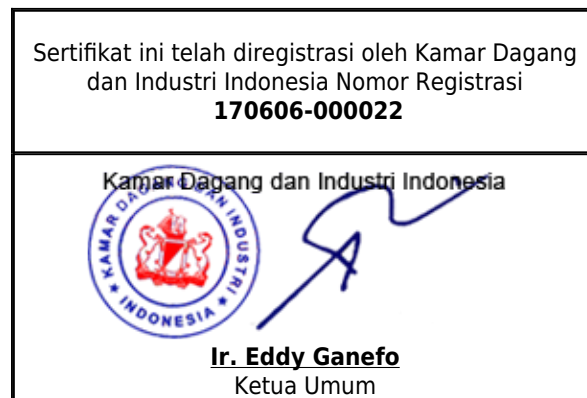 Sertifikat ini telah diregistrasi oleh Kamar Dagang
dan Industri Indonesia Nomor Registrasi
170606-000022
Kamar Dagang dan Industri Indonesia
KAMAR DAGANG DAN INDUSTRI
INDONESIA
Ir. Eddy Ganefo
Ketua Umum